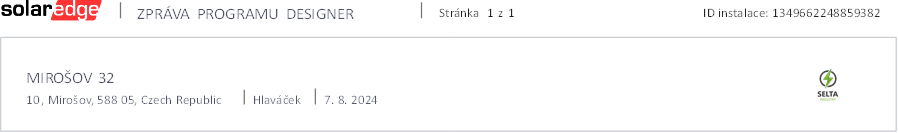 solaredge | ZPRÁVA PROGRAMU DESIGNER | Stránka 1 z 1 ID instalace: 1349662248859382
MIROŠOV 32
10, Mirošov, 588 05, Czech Republic | Hlaváček | 7. 8. 2024
SELTA